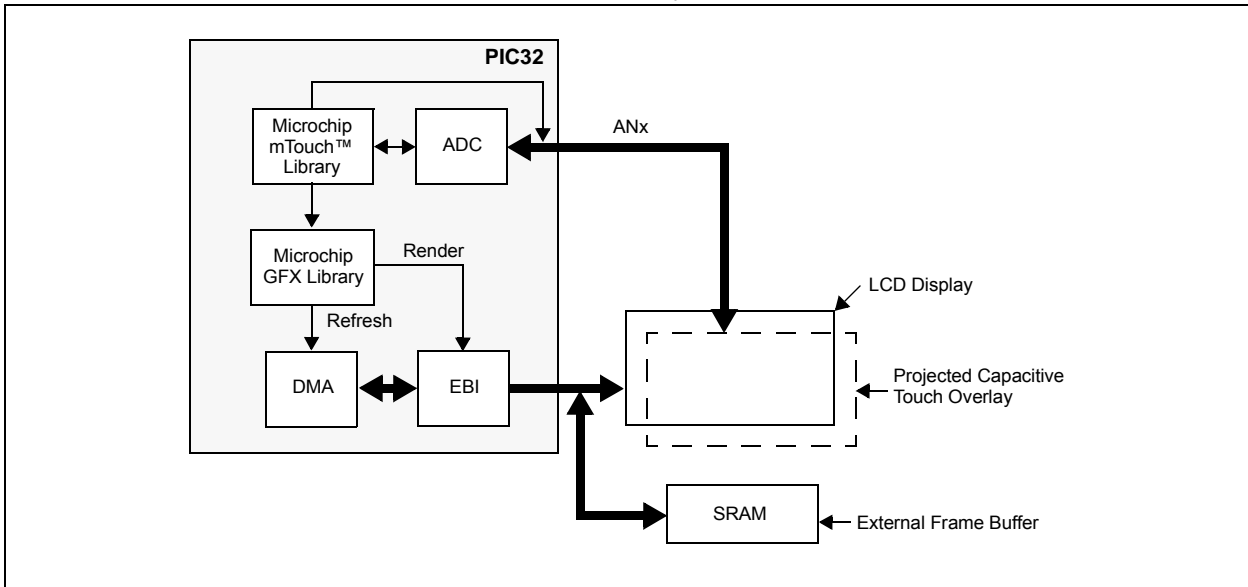 PIC32
Microchip
mTouch™
Library
ADC
ANx
Microchip
GFX Library
Render
Refresh
LCD Display
DMA
EBI
Projected Capacitive
Touch Overlay
SRAM
External Frame Buffer